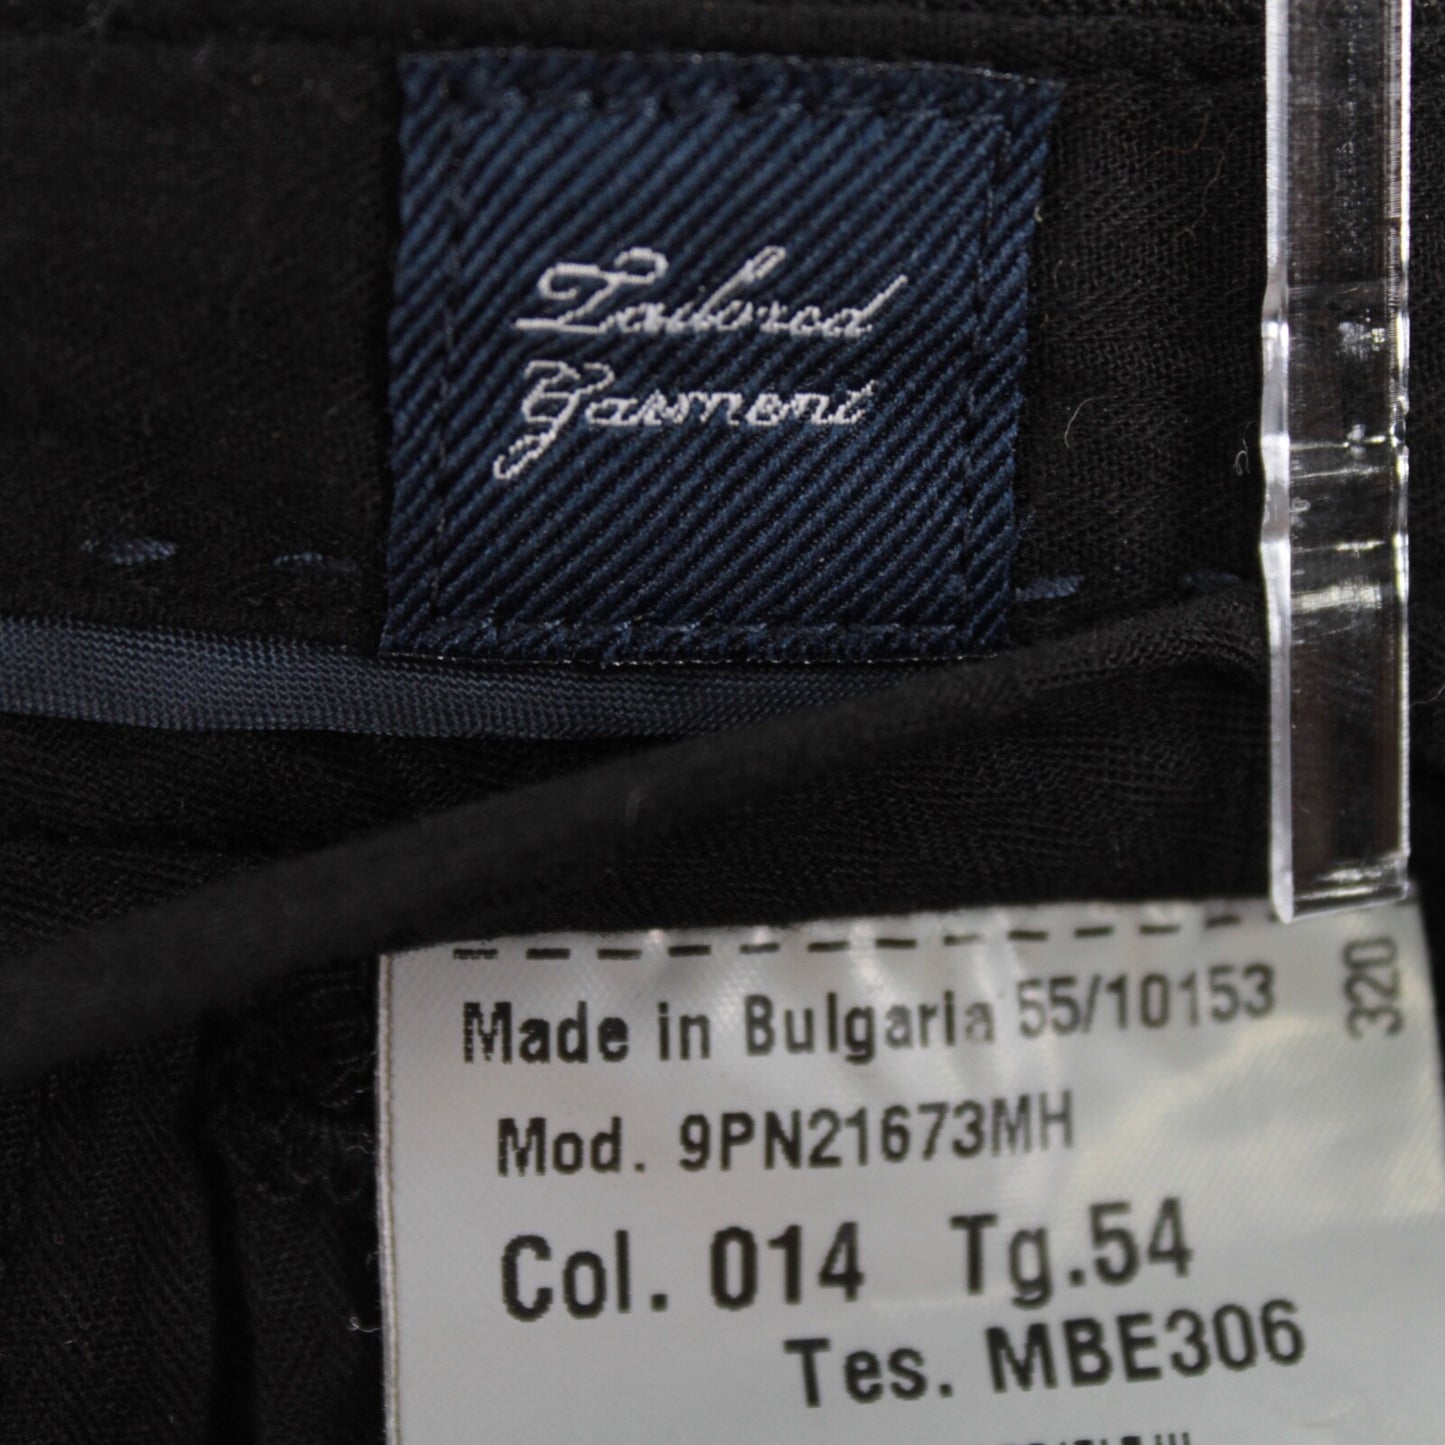 Tailored
Garment
Made in Bulgaria 55/10153
320
Mod. 9PN21673MH
Col. 014 Tg.54
Tes. MBE306